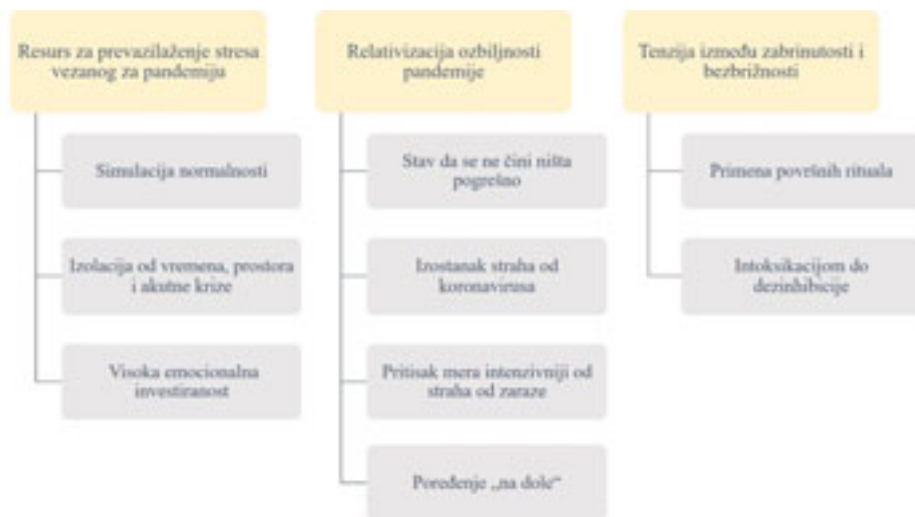 Resurs za prevazilaženje stresa
vezanog za pandemiju
Simulacija normalnosti
Izolacija od vremena, prostora
i akutne krize
Visoka emocionalna
investiranost
Relativizacija ozbiljnosti
pandemije
Stav da se ne čini ništa
pogrešno
Izostanak straha od
koronavirusa
Pritisak mera intenzivniji od
straha od zaraze
Poređenje „na dole“
Tenzija između zabrinutosti i
bezbrižnosti
Primena površnih rituala
Intoksikacijom do
dezinhibicije